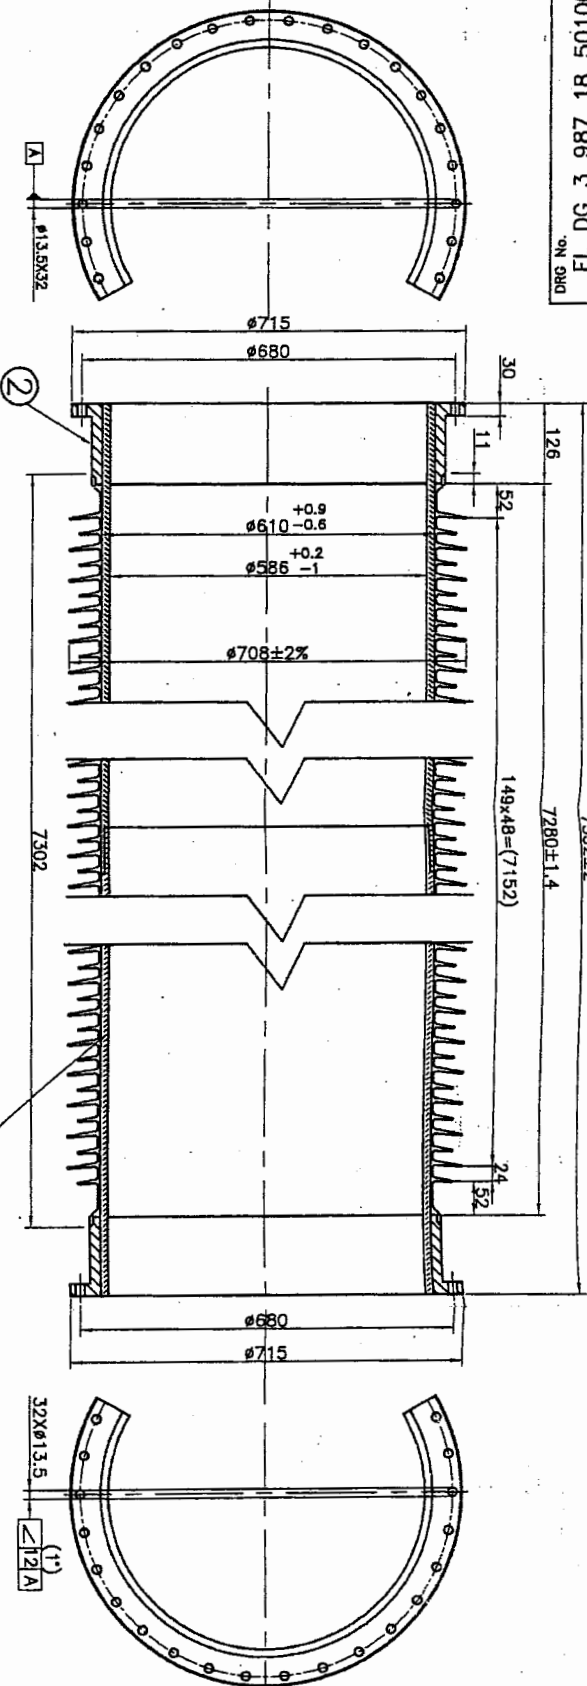 DRG No.
FL DG 3 987 18
A
ø13.5X32
ø715
ø680
30
126
11
52
+0.9
ø610 -0.6
+0.2
ø586 -1
ø708±2%
2
149x48=(7152)
7280±1.4
7302
24
52
ø680
ø715
32Xø13.5
(1°)
∠ 12 A